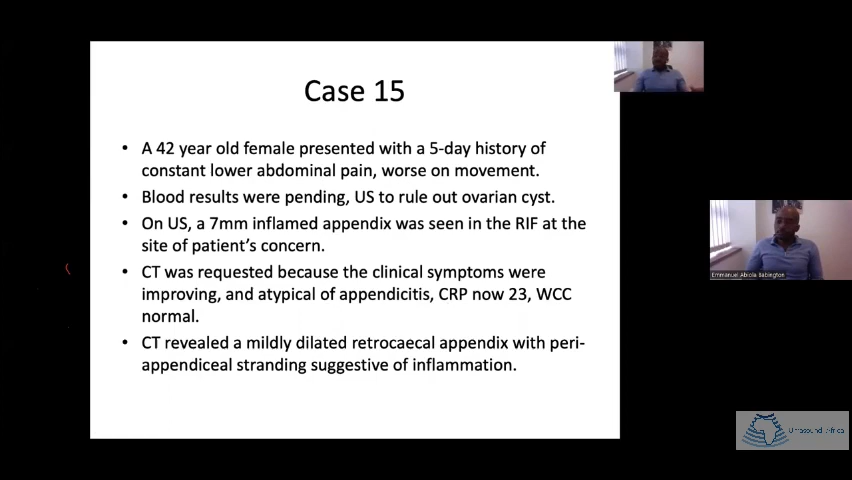 Case 15
• A 42 year old female presented with a 5-day history of
constant lower abdominal pain, worse on movement.
• Blood results were pending, US to rule out ovarian cyst.
• On US, a 7mm inflamed appendix was seen in the RIF at the
site of patient's concern.
• CT was requested because the clinical symptoms were
improving, and atypical of appendicitis, CRP now 23, WCC
normal.
• CT revealed a mildly dilated retrocaecal appendix with peri-
appendiceal stranding suggestive of inflammation.
Emmanuel Abiola Babington
Ultrasound Africa